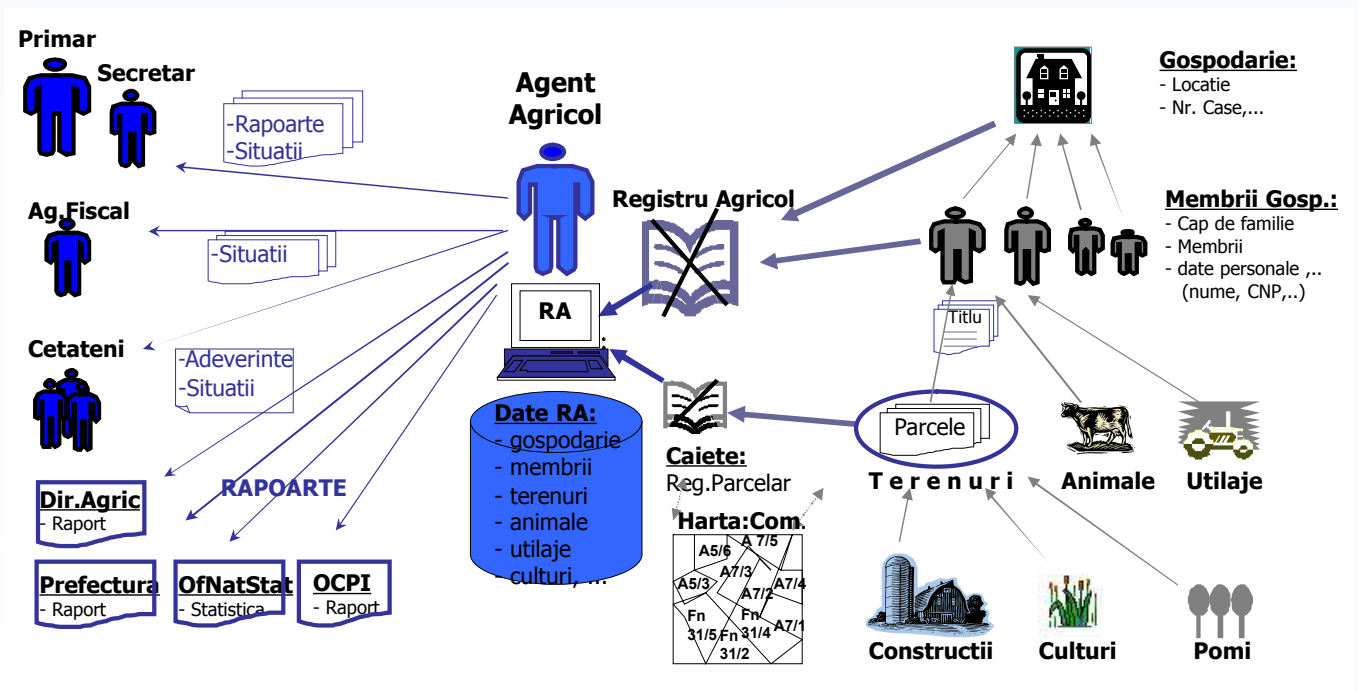 Primar
Secretar
-Rapoarte
-Situatii
Agent
Agricol
Gospodarie:
- Locatie
- Nr. Case,...
Ag.Fiscal
-Situatii
Registru Agricol
Membrii Gosp.:
- Cap de familie
- Membrii
- date personale ,..
(nume, CNP,..)
RA
Titlu
Cetateni
-Adeverinte
-Situatii
Date RA:
- gospodarie
- membrii
- terenuri
- animale
- utilaje
- culturi, ...
Caiete:
Reg.Parcelar
Parcele
Terenuri
Animale
Utilaje
RAPOARTE
Dir.Agric
- Raport
Prefectura
- Raport
OfNatStat
- Statistica
OCPI
- Raport
Harta:Com.
A 7/5
A5/6
A7/3
A5/3
A7/4
A7/2
Fn
31/5
Fn
31/4
A7/1
Fn
31/2
Constructii
Culturi
Pomi